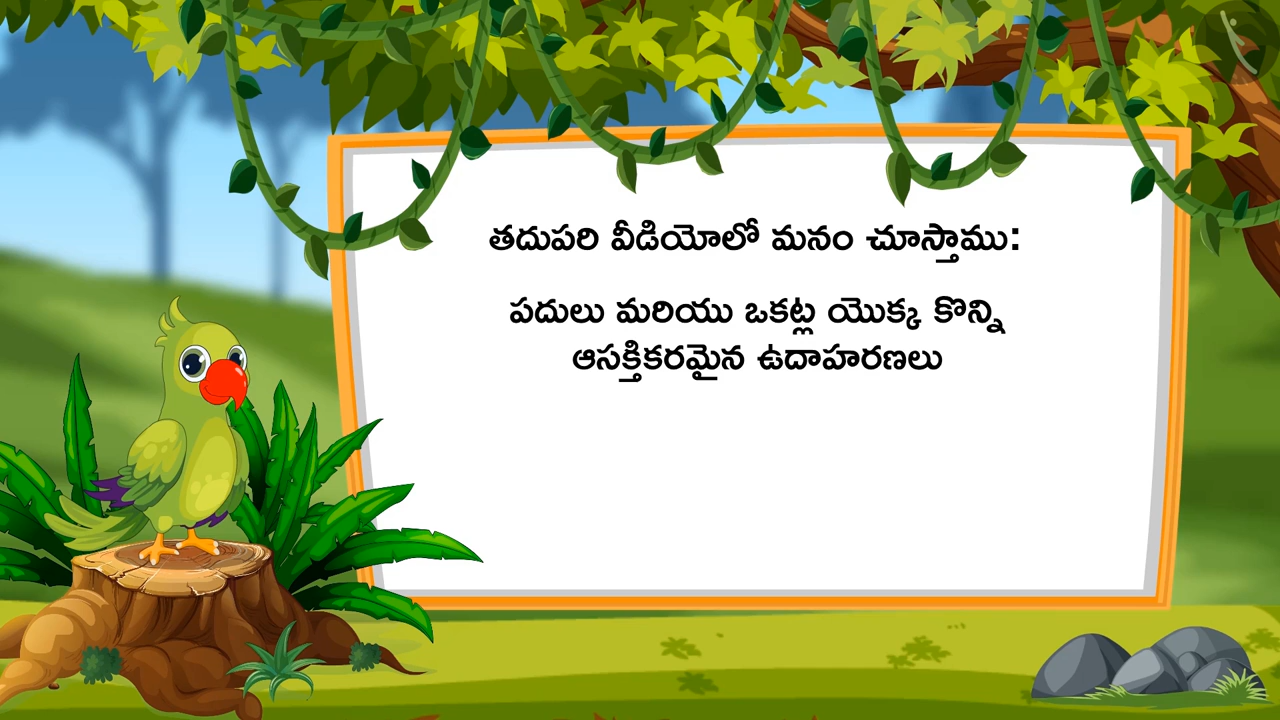 తదుపరి వీడియోలో మనం చూస్తాము:
పదులు మరియు ఒకట్ల యొక్క కొన్ని
ఆసక్తికరమైన ఉదాహరణలు